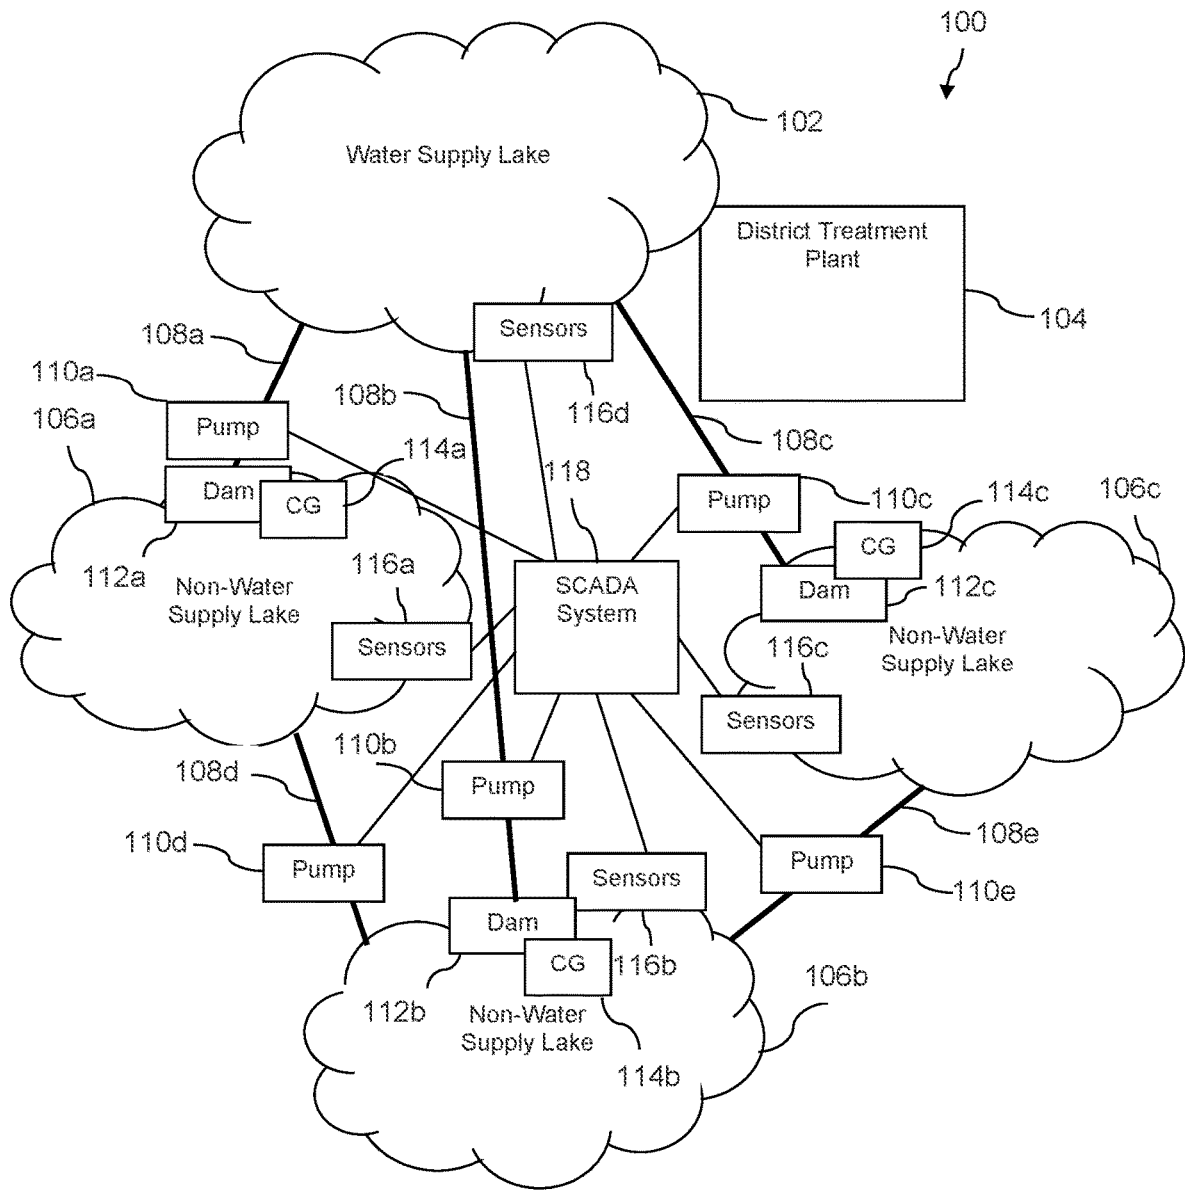 100
102
Water Supply Lake
District Treatment
Plant
104
108a
Sensors
110a
108b
116d
106a
Pump
114a
108c
118
Pump
110c
114c
106c
Dam
CG
CG
112a
116a
SCADA
System
Dam
112c
Non-Water
Supply Lake
Sensors
116c
Non-Water
Supply Lake
Sensors
110b
108d
Pump
108e
110d
Pump
Sensors
Pump
110e
Dam
CG
116b
106b
112b
Non-Water
Supply Lake
114b